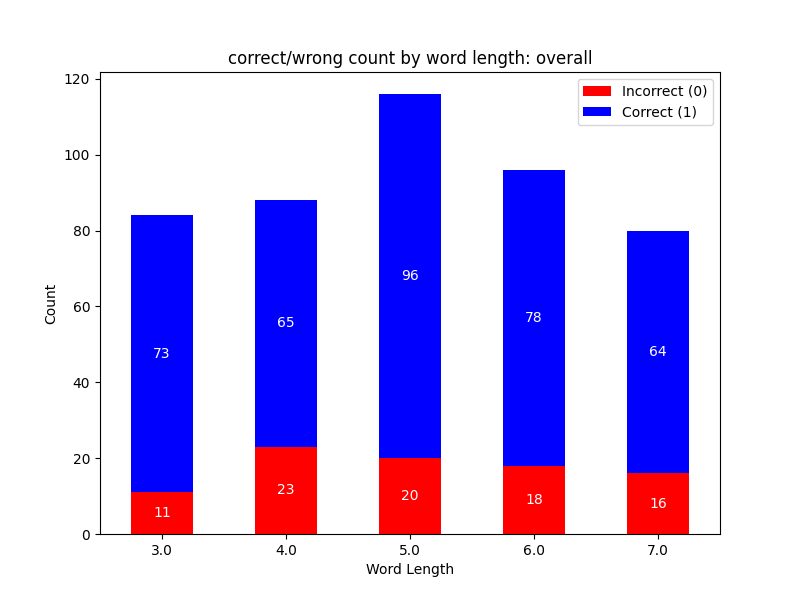 correct/wrong count by word length: overall
Incorrect (0)
Correct (1)
120
100
80
60
40
20
0
Count
73
65
96
78
64
11
23
20
18
16
3.0 4.0 5.0 6.0 7.0
Word Length